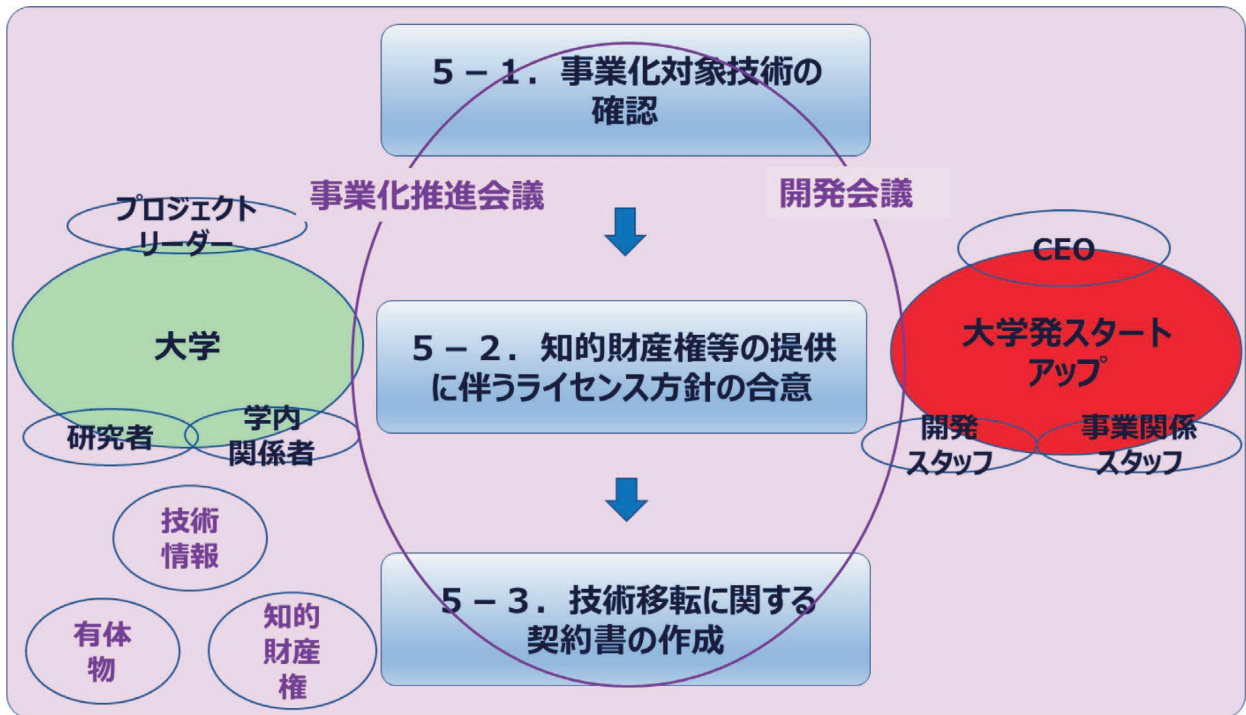 5－1．事業化対象技術の
確認
事業化推進会議
開発会議
プロジェクト
リーダー
大学
研究者
学内
関係者
5－2．知的財産権等の提供
に伴うライセンス方針の合意
CEO
大学発スタート
アップ
開発
スタッフ
事業関係
スタッフ
技術
情報
有体
物
知的
財産
権
5－3．技術移転に関する
契約書の作成